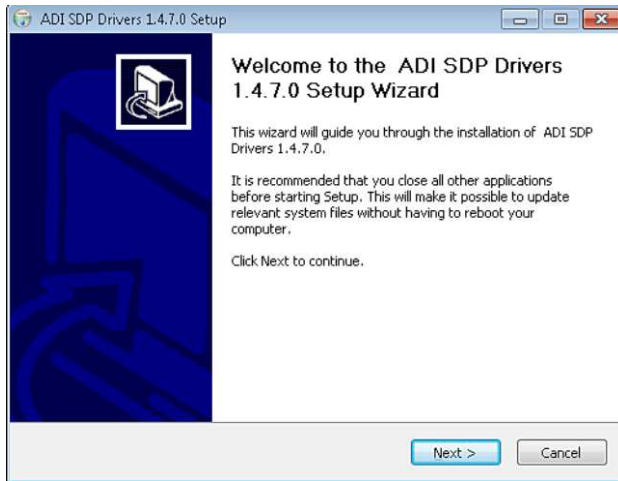 ADI SDP Drivers 1.4.7.0 Setup
Welcome to the ADI SDP Drivers
1.4.7.0 Setup Wizard
This wizard will guide you through the installation of ADI SDP
Drivers 1.4.7.0.
It is recommended that you close all other applications
before starting Setup. This will make it possible to update
relevant system files without having to reboot your
computer.
Click Next to continue.
Next >
Cancel